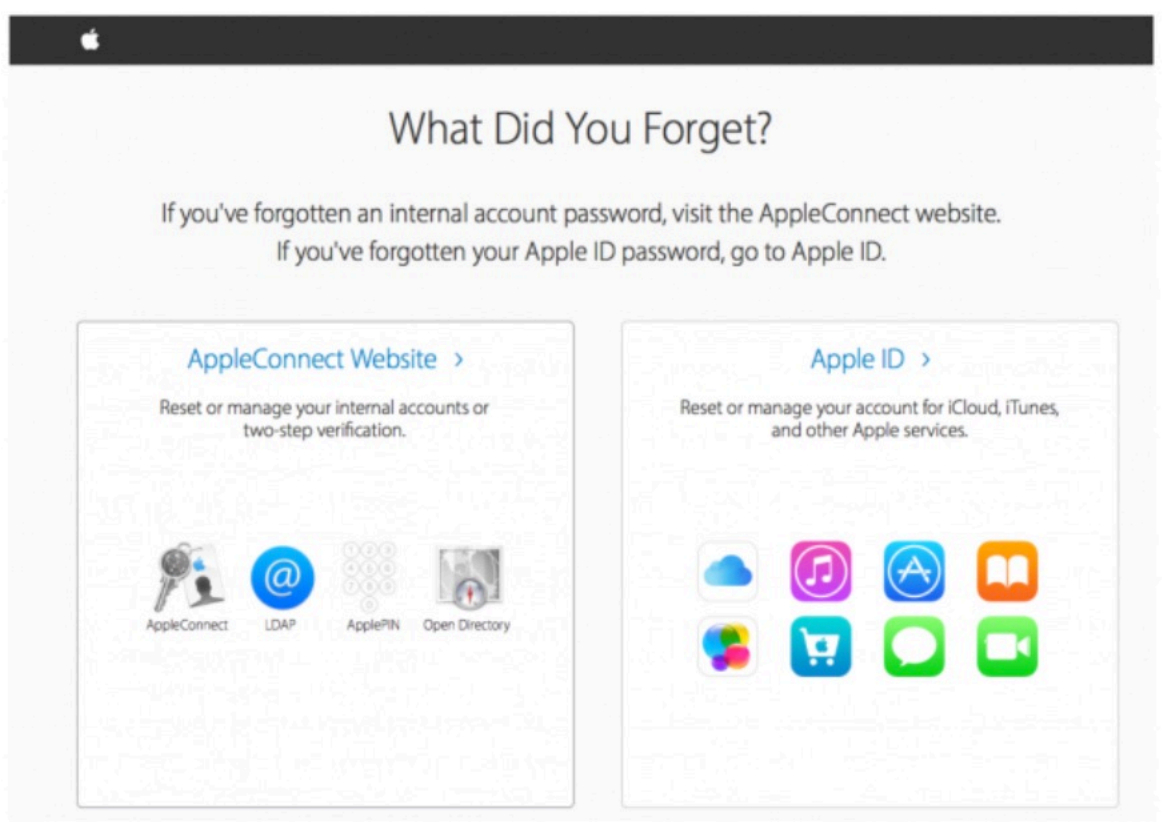 What Did You Forget?
If you've forgotten an internal account password, visit the AppleConnect website.
If you've forgotten your Apple ID password, go to Apple ID.
AppleConnect Website >
Reset or manage your internal accounts or
two-step verification.
AppleConnect LDAP ApplePIN Open Directory
Apple ID >
Reset or manage your account for iCloud, iTunes,
and other Apple services.